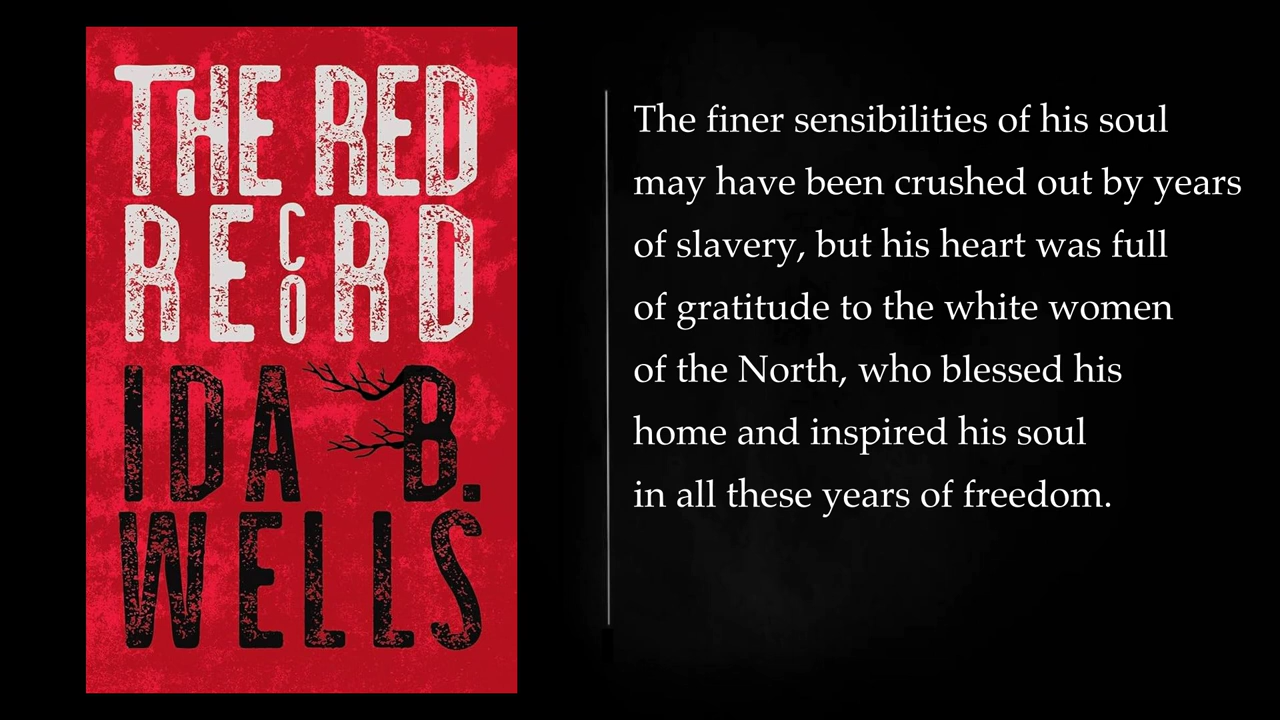 THE RED
RECORD
IDA B.
WELLS
The finer sensibilities of his soul
may have been crushed out by years
of slavery, but his heart was full
of gratitude to the white women
of the North, who blessed his
home and inspired his soul
in all these years of freedom.